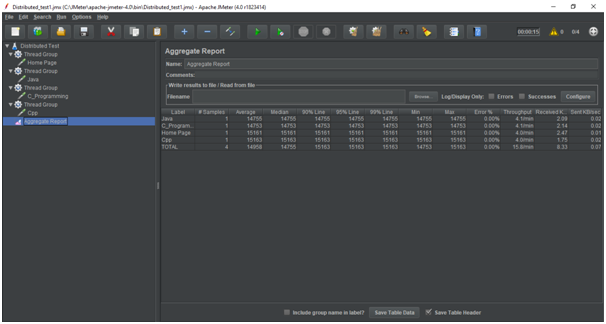 Distributed_test1.jmx (C:\JMeter\apache-jmeter-4.0\bin\Distributed_test1.jmx) - Apache JMeter (4.0 r1823414)
File Edit Search Run Options Help
00:00:15 0 0/4
Distributed Test
Thread Group
Home Page
Thread Group
Java
Thread Group
C_Programming
Thread Group
Cpp
Aggregate Report
Aggregate Report
Name: Aggregate Report
Comments:
Write results to file / Read from file
Filename Browse... Log/Display Only: Errors Successes Configure
Label # Samples Average Median 90% Line 95% Line 99% Line Min Max Error % Throughput Received K... Sent KB/sec
Java 1 14755 14755 14755 14755 14755 14755 14755 0.00% 4.1/min 2.09 0.02
C_Program... 1 14753 14753 14753 14753 14753 14753 14753 0.00% 4.1/min 2.14 0.02
Home Page 1 15161 15161 15161 15161 15161 15161 15161 0.00% 4.0/min 2.47 0.01
Cpp 1 15163 15163 15163 15163 15163 15163 15163 0.00% 4.0/min 1.75 0.02
TOTAL 4 14958 14755 15163 15163 15163 14753 15163 0.00% 15.8/min 8.33 0.07
Include group name in label? Save Table Data Save Table Header